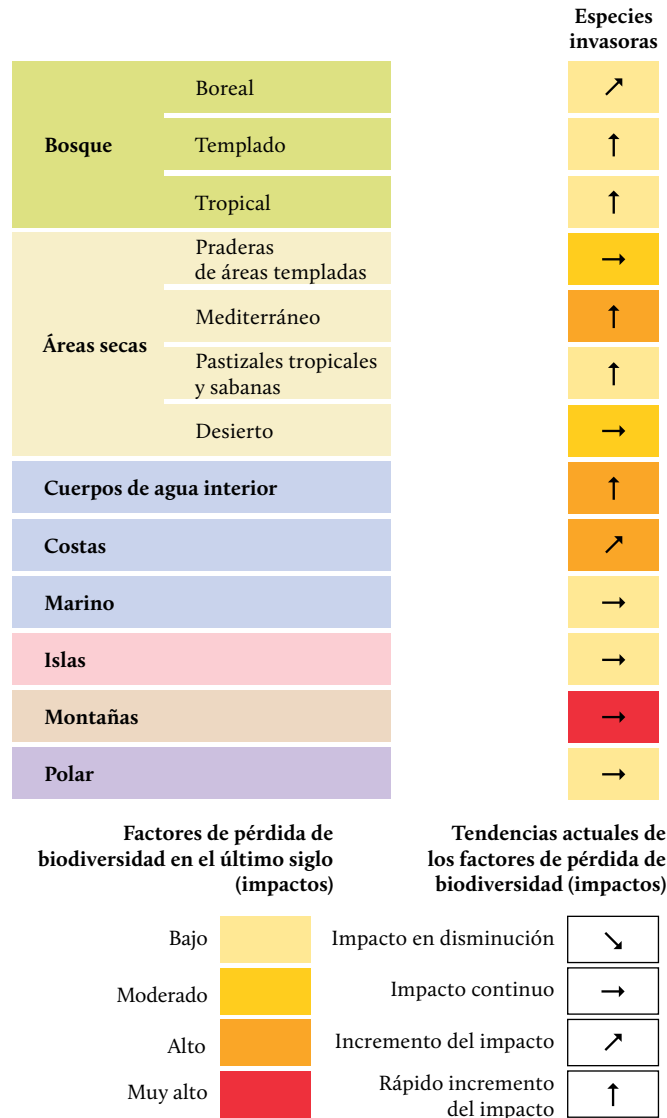 Especies
invasoras
Bosque
Boreal
↗
Templado
↑
Tropical
↑
Áreas secas
Praderas
de áreas templadas
→
Mediterráneo
↑
Pastizales tropicales
y sabanas
↑
Desierto
→
Cuerpos de agua interior
↑
Costas
↗
Marino
→
Islas
→
Montañas
→
Polar
→
Factores de pérdida de
biodiversidad en el último siglo
(impactos)
Bajo
Moderado
Alto
Muy alto
Tendencias actuales de
los factores de pérdida de
biodiversidad (impactos)
Impacto en disminución
↘
Impacto continuo
→
Incremento del impacto
↗
Rápido incremento
del impacto
↑